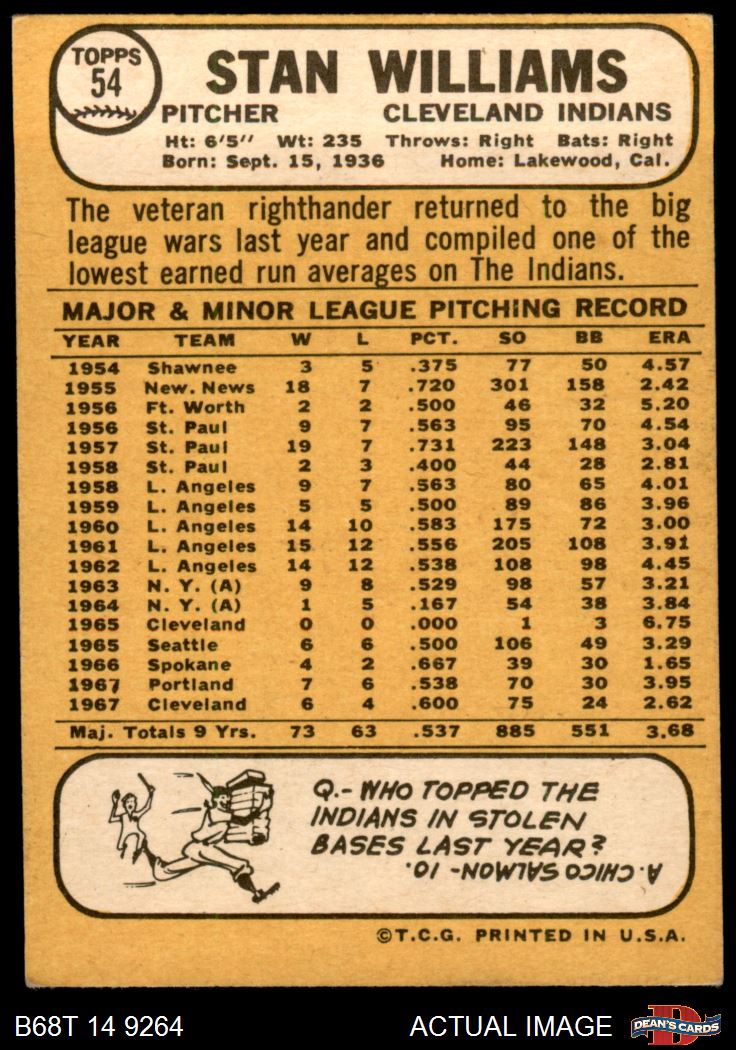 TOPPS
54
STAN WILLIAMS
PITCHER CLEVELAND INDIANS
Ht: 6'5" Wt: 235 Throws: Right Bats: Right
Born: Sept. 15, 1936 Home: Lakewood, Cal.
The veteran righthander returned to the big
league wars last year and compiled one of the
lowest earned run averages on The Indians.
MAJOR & MINOR LEAGUE PITCHING RECORD
YEAR TEAM W L PCT. SO BB ERA
1954 Shawnee 3 5 .375 77 50 4.57
1955 New. News 18 7 .720 301 158 2.42
1956 Ft. Worth 2 2 .500 46 32 5.20
1956 St. Paul 9 7 .563 95 70 4.54
1957 St. Paul 19 7 .731 223 148 3.04
1958 St. Paul 2 3 .400 44 28 2.81
1958 L. Angeles 9 7 .563 80 65 4.01
1959 L. Angeles 5 5 .500 89 86 3.96
1960 L. Angeles 14 10 .583 175 72 3.00
1961 L. Angeles 15 12 .556 205 108 3.91
1962 L. Angeles 14 12 .538 108 98 4.45
1963 N. Y. (A) 9 8 .529 98 57 3.21
1964 N. Y. (A) 1 5 .167 54 38 3.84
1965 Cleveland 0 0 .000 1 3 6.75
1965 Seattle 6 6 .500 106 49 3.29
1966 Spokane 4 2 .667 39 30 1.65
1967 Portland 7 6 .538 70 30 3.95
1967 Cleveland 6 4 .600 75 24 2.62
Maj. Totals 9 Yrs. 73 63 .537 885 551 3.68
Q.- WHO TOPPED THE
INDIANS IN STOLEN
BASES LAST YEAR?
A. CHICO SALMON - 10.
©T.C.G. PRINTED IN U.S.A.
B68T 14 9264 ACTUAL IMAGE DEAN'S CARDS